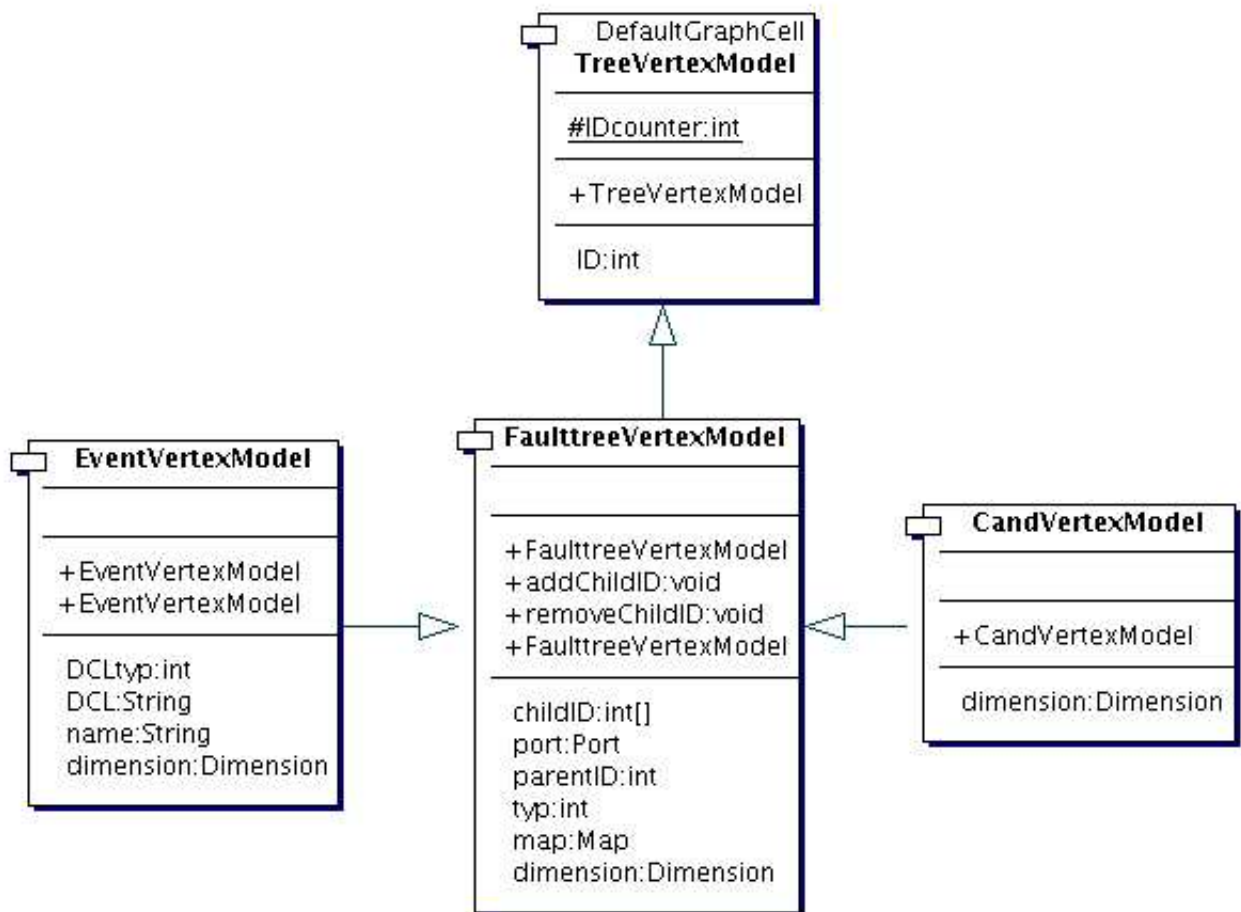 DefaultGraphCell
TreeVertexModel
#IDcounter:int
+TreeVertexModel
ID:int
EventVertexModel
+EventVertexModel
+EventVertexModel
DCLtyp:int
DCL:String
name:String
dimension:Dimension
FaulttreeVertexModel
+FaulttreeVertexModel
+addChildID:void
+removeChildID:void
+FaulttreeVertexModel
childID:int[]
port:Port
parentID:int
typ:int
map:Map
dimension:Dimension
CandVertexModel
+CandVertexModel
dimension:Dimension